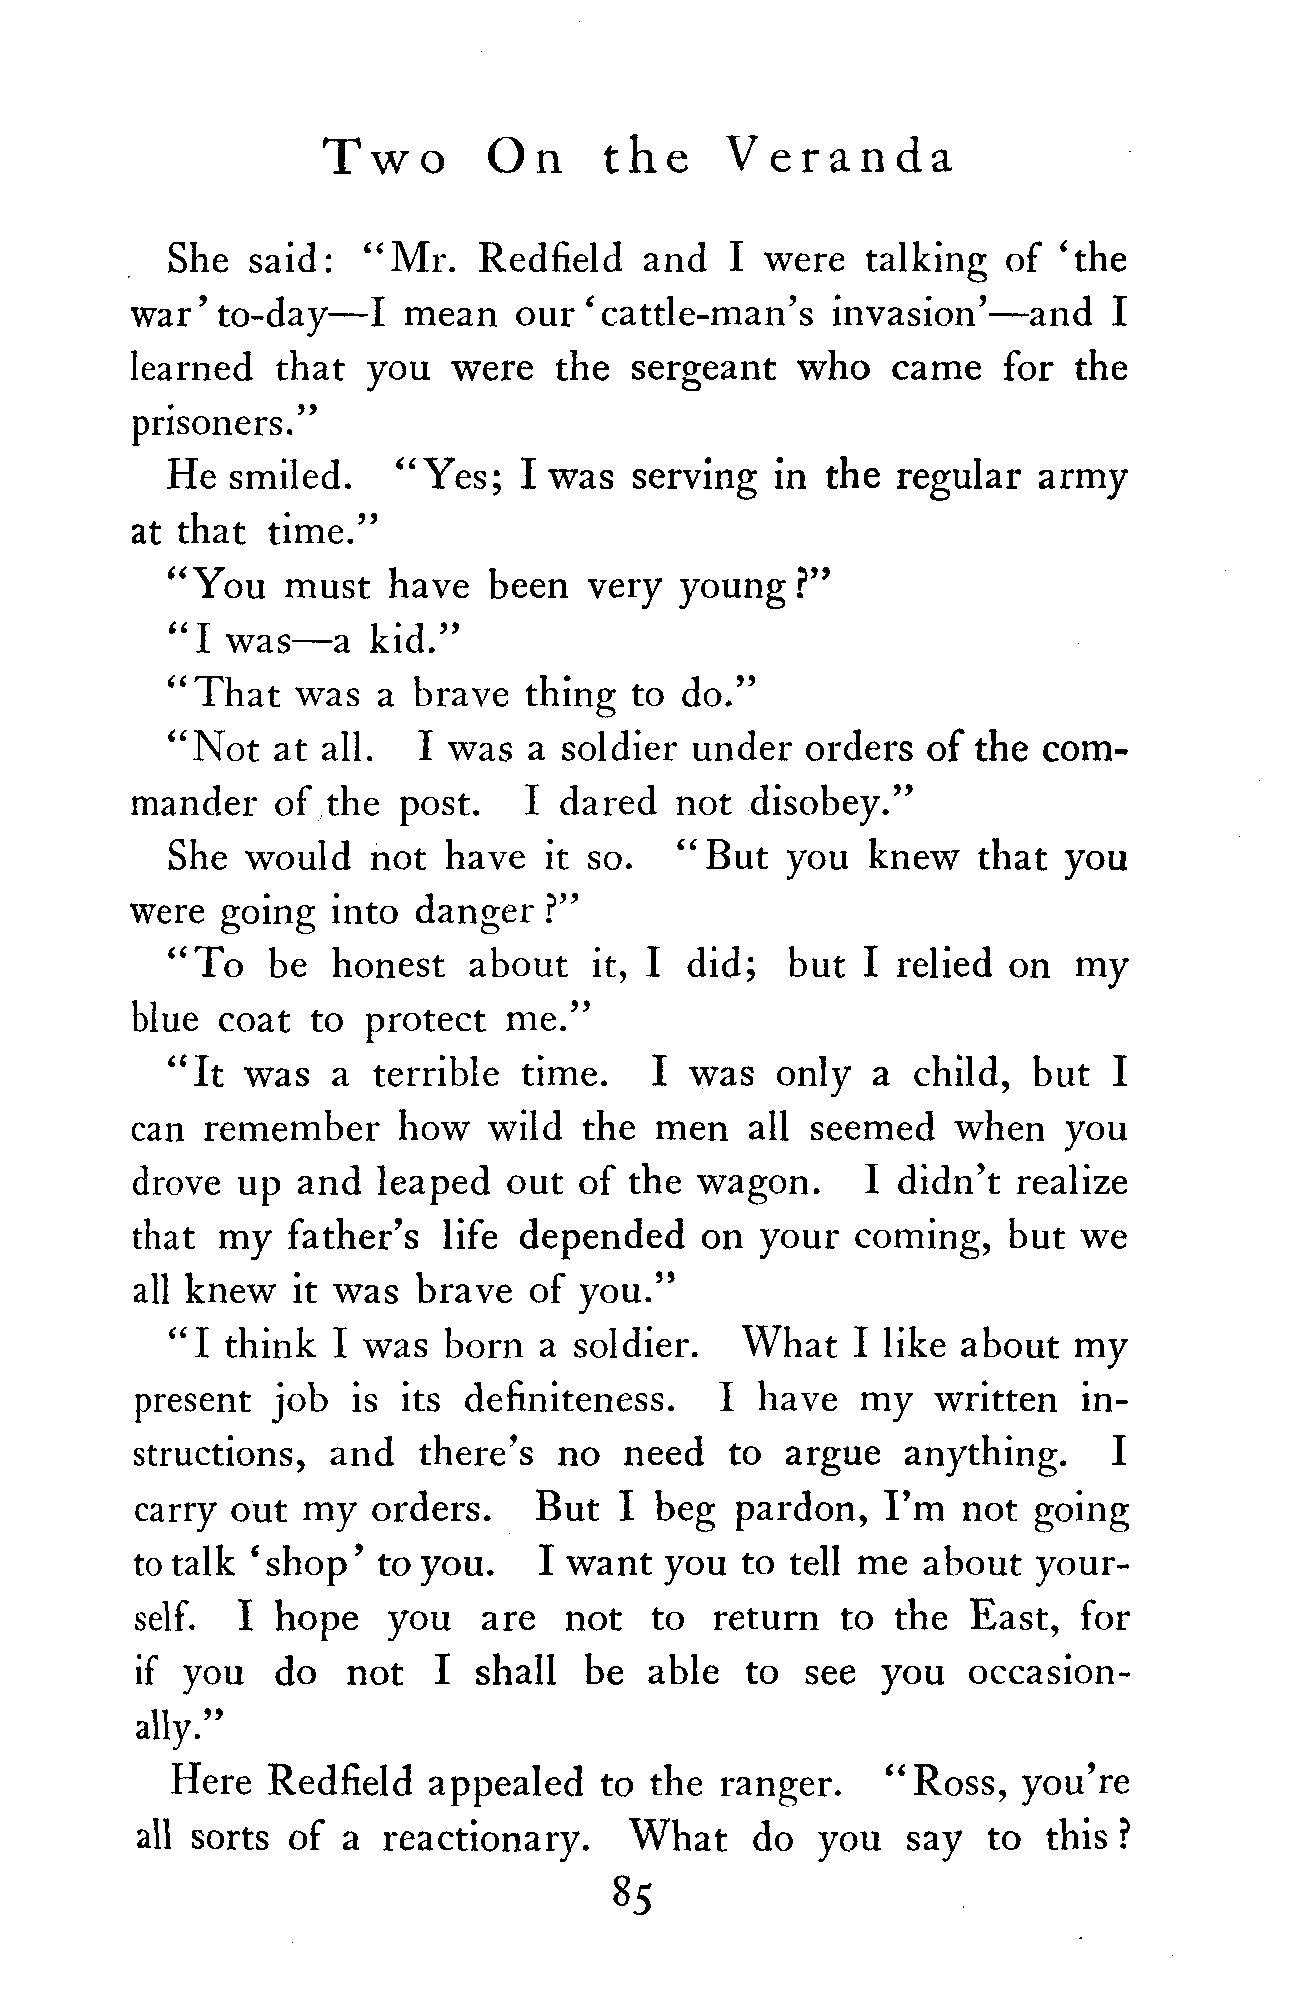 Two On the Veranda
She said: "Mr. Redfield and I were talking of 'the
war' to-day—I mean our 'cattle-man's invasion'—and I
learned that you were the sergeant who came for the
prisoners."
He smiled. "Yes; I was serving in the regular army
at that time."
"You must have been very young?"
"I was—a kid."
"That was a brave thing to do."
"Not at all. I was a soldier under orders of the com-
mander of the post. I dared not disobey."
She would not have it so. "But you knew that you
were going into danger?"
"To be honest about it, I did; but I relied on my
blue coat to protect me."
"It was a terrible time. I was only a child, but I
can remember how wild the men all seemed when you
drove up and leaped out of the wagon. I didn't realize
that my father's life depended on your coming, but we
all knew it was brave of you."
"I think I was born a soldier. What I like about my
present job is its definiteness. I have my written in-
structions, and there's no need to argue anything. I
carry out my orders. But I beg pardon, I'm not going
to talk 'shop' to you. I want you to tell me about your-
self. I hope you are not to return to the East, for
if you do not I shall be able to see you occasion-
ally."
Here Redfield appealed to the ranger. "Ross, you're
all sorts of a reactionary. What do you say to this?
85